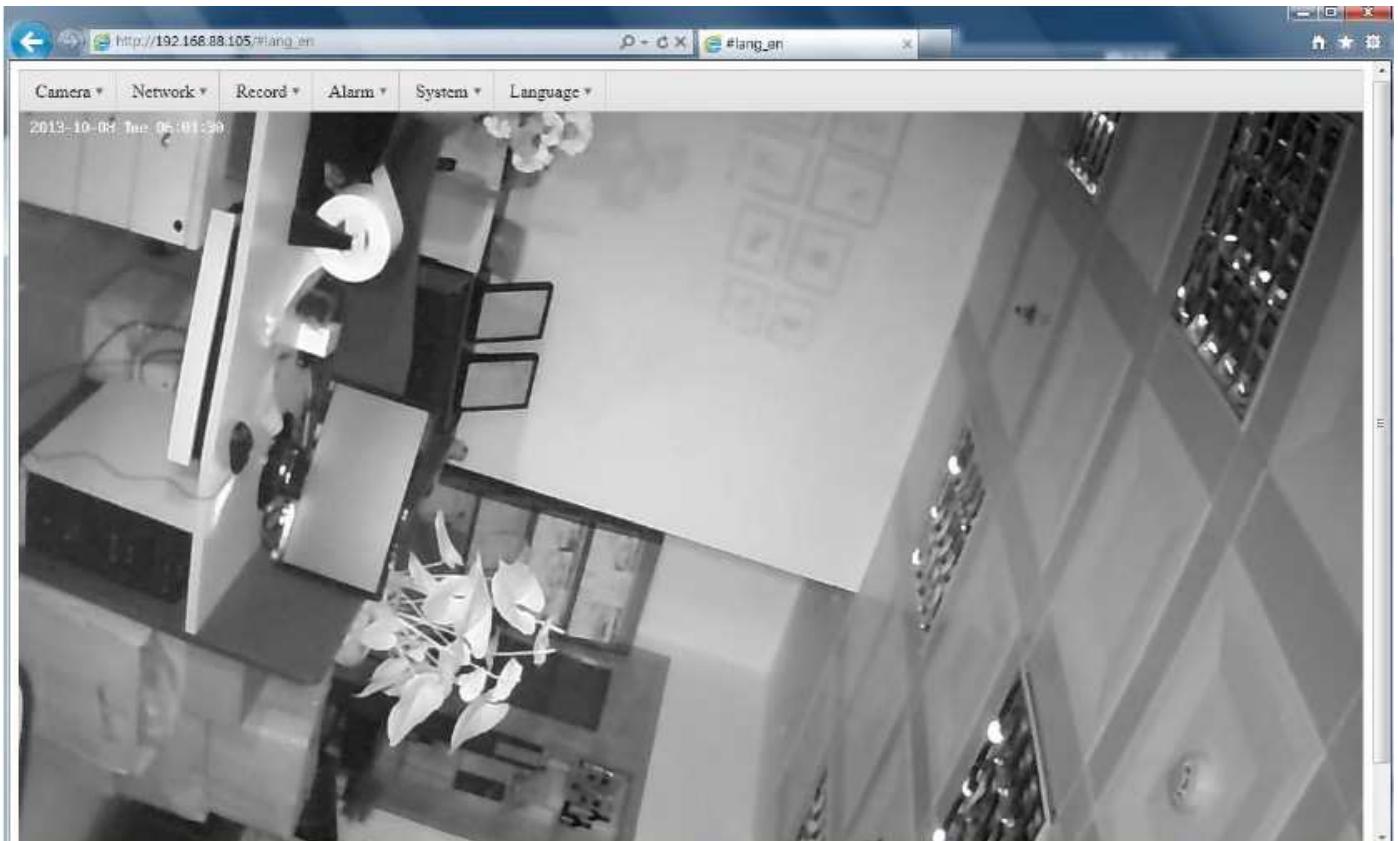 http://192.168.88.105/#lang_en #lang_en
Camera Network Record Alarm System Language
2013-10-08 Tue 06:01:30